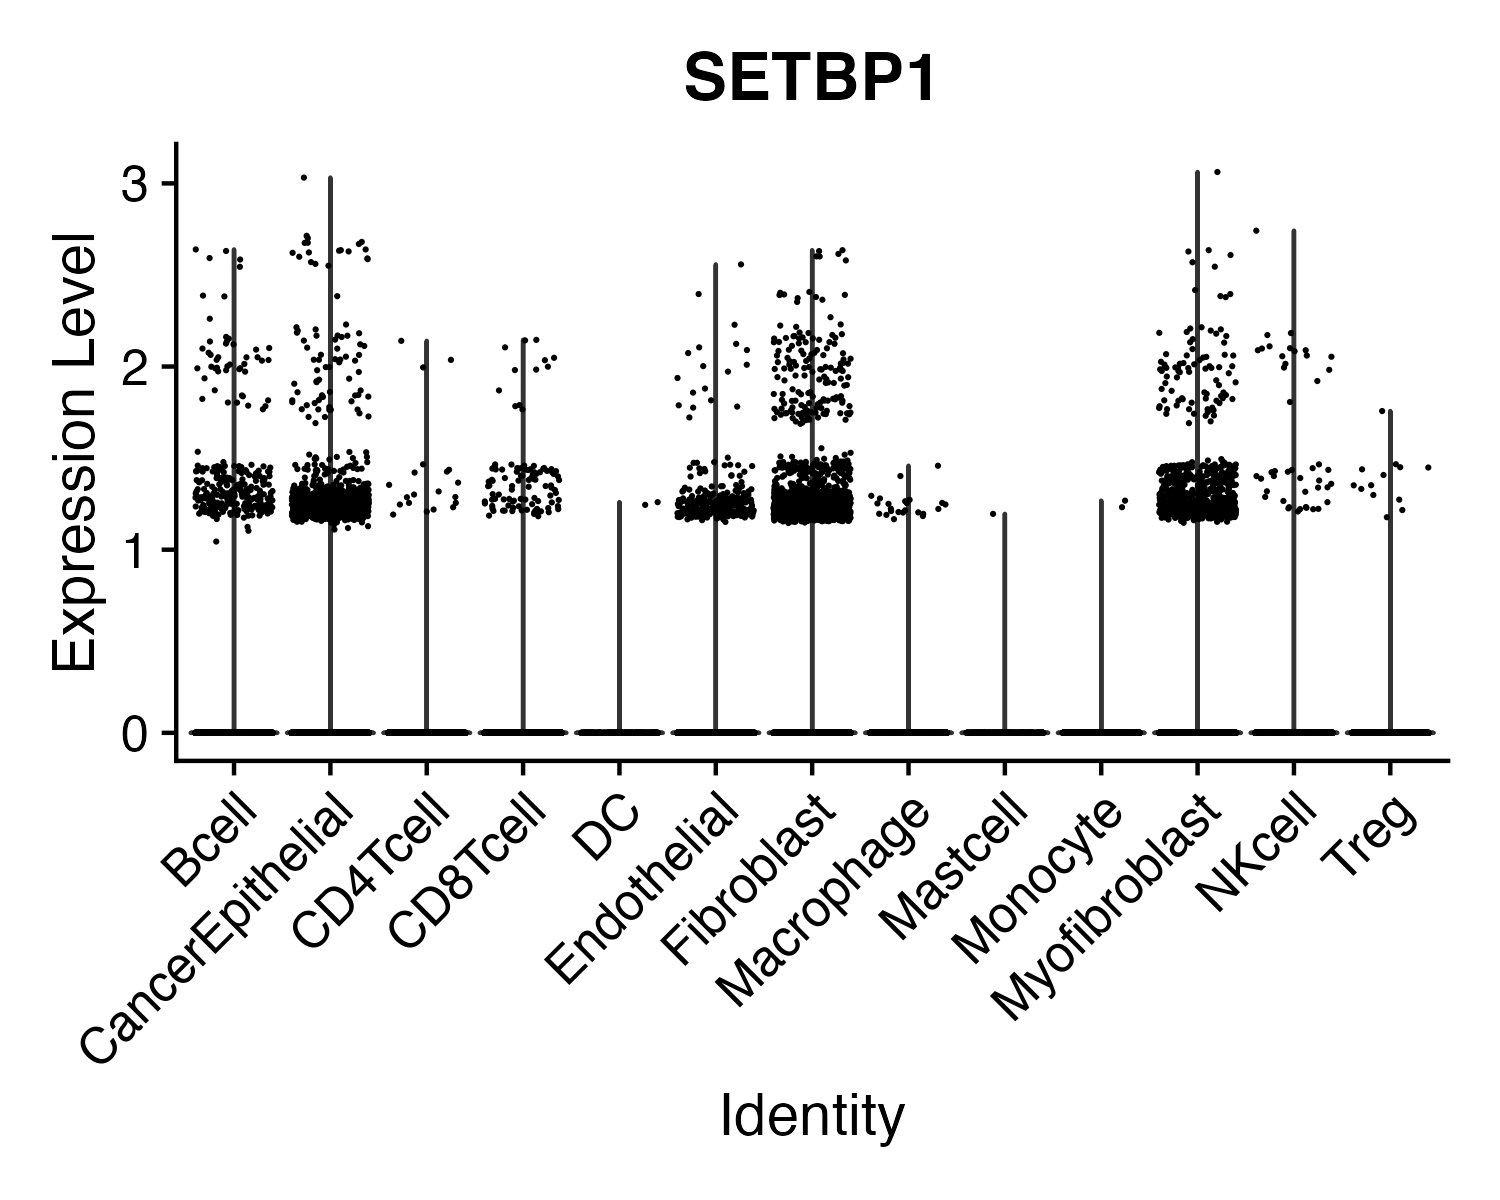 SETBP1
Expression Level
3
2
1
0
Bcell
CancerEpithelial
CD4Tcell
CD8Tcell
DC
Endothelial
Fibroblast
Macrophage
Mastcell
Monocyte
Myofibroblast
NKcell
Treg
Identity